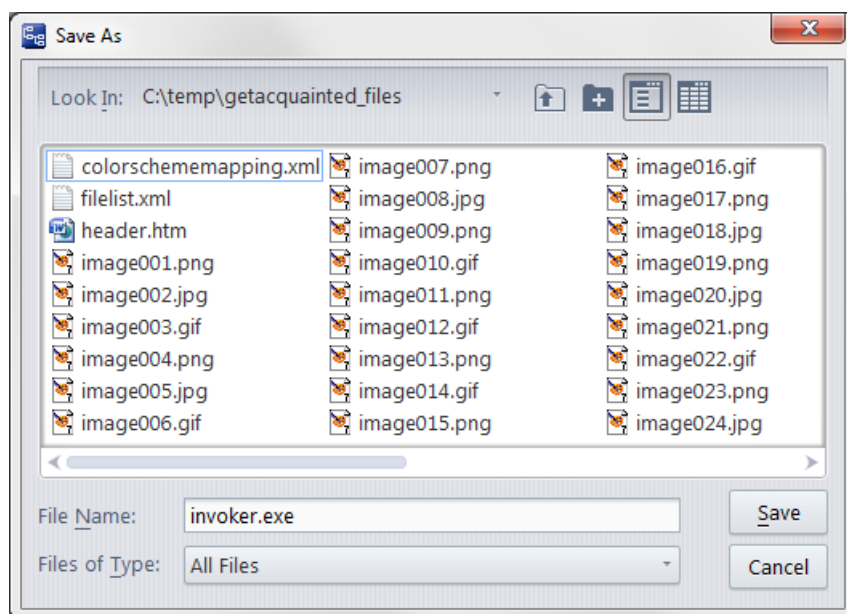 Save As
Look In: C:\temp\getacquainted_files
colorschememapping.xml
filelist.xml
header.htm
image001.png
image002.jpg
image003.gif
image004.png
image005.jpg
image006.gif
image007.png
image008.jpg
image009.png
image010.gif
image011.png
image012.gif
image013.png
image014.gif
image015.png
image016.gif
image017.png
image018.jpg
image019.png
image020.jpg
image021.png
image022.gif
image023.png
image024.jpg
File Name: invoker.exe
Save
Files of Type: All Files
Cancel